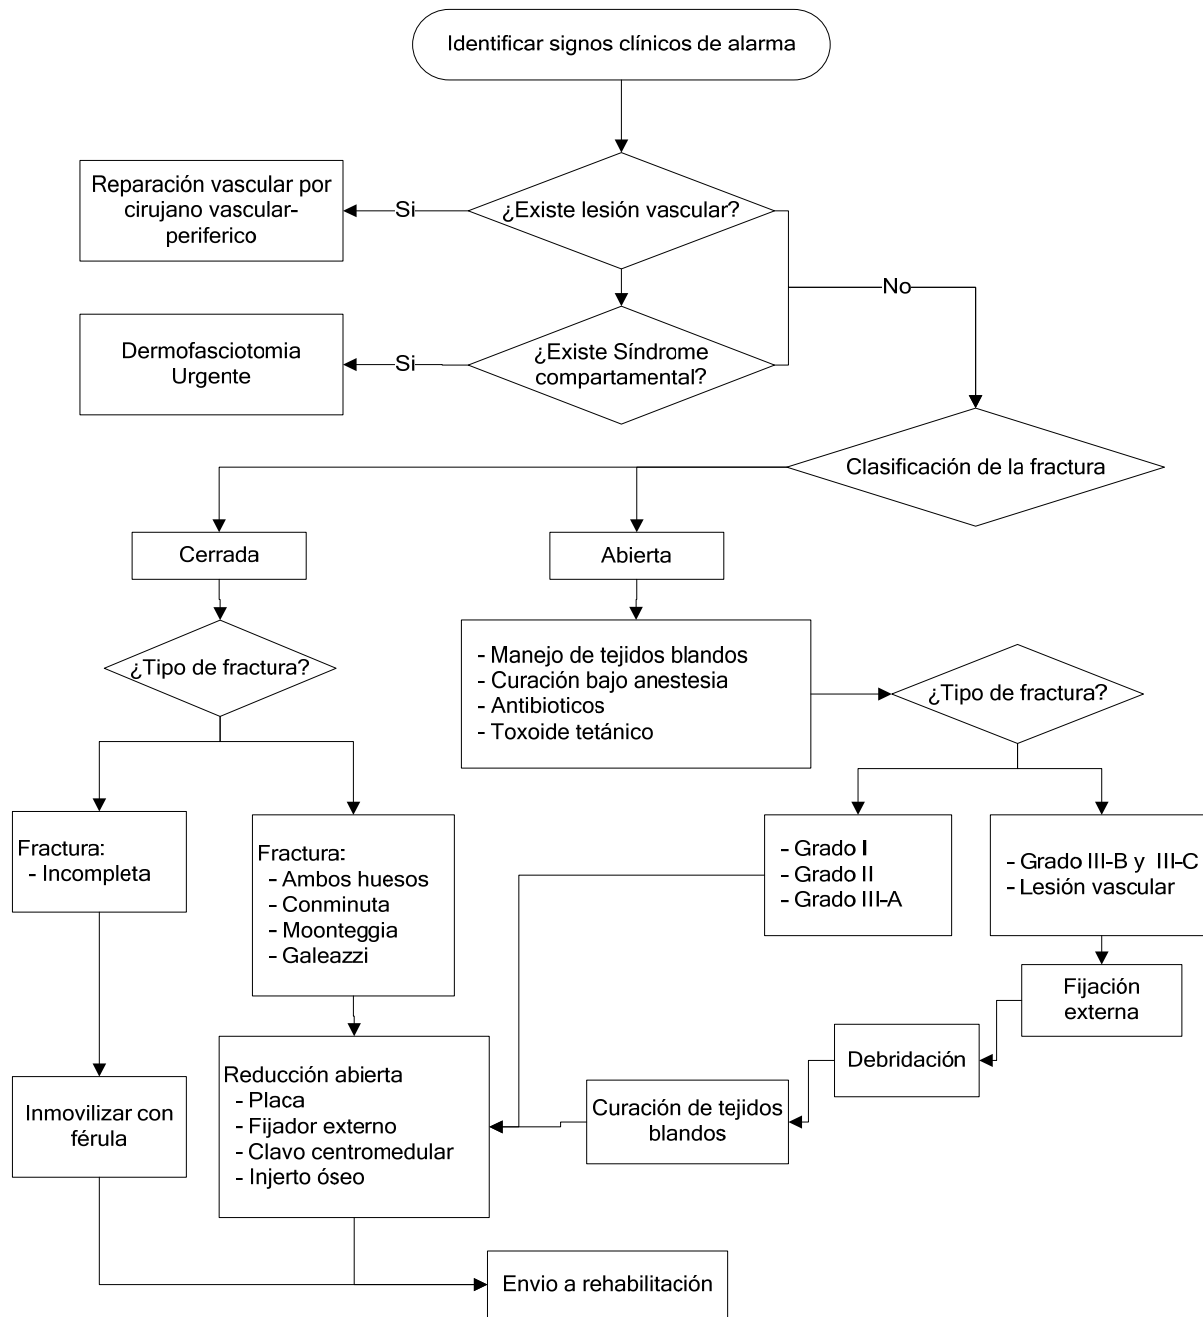 Identificar signos clínicos de alarma
Reparación vascular por
cirujano vascular-
periferico
Si
¿Existe lesión vascular?
No
Dermofasciotomia
Urgente
Si
¿Existe Síndrome
compartamental?
Clasificación de la fractura
Cerrada
Abierta
¿Tipo de fractura?
- Manejo de tejidos blandos
- Curación bajo anestesia
- Antibioticos
- Toxoide tetánico
¿Tipo de fractura?
Fractura:
- Incompleta
Fractura:
- Ambos huesos
- Conminuta
- Moonteggia
- Galeazzi
- Grado I
- Grado II
- Grado III-A
- Grado III-B y III-C
- Lesión vascular
Fijación
externa
Debridación
Curación de tejidos
blandos
Inmovilizar con
férula
Reducción abierta
- Placa
- Fijador externo
- Clavo centromedular
- Injerto óseo
Envio a rehabilitación